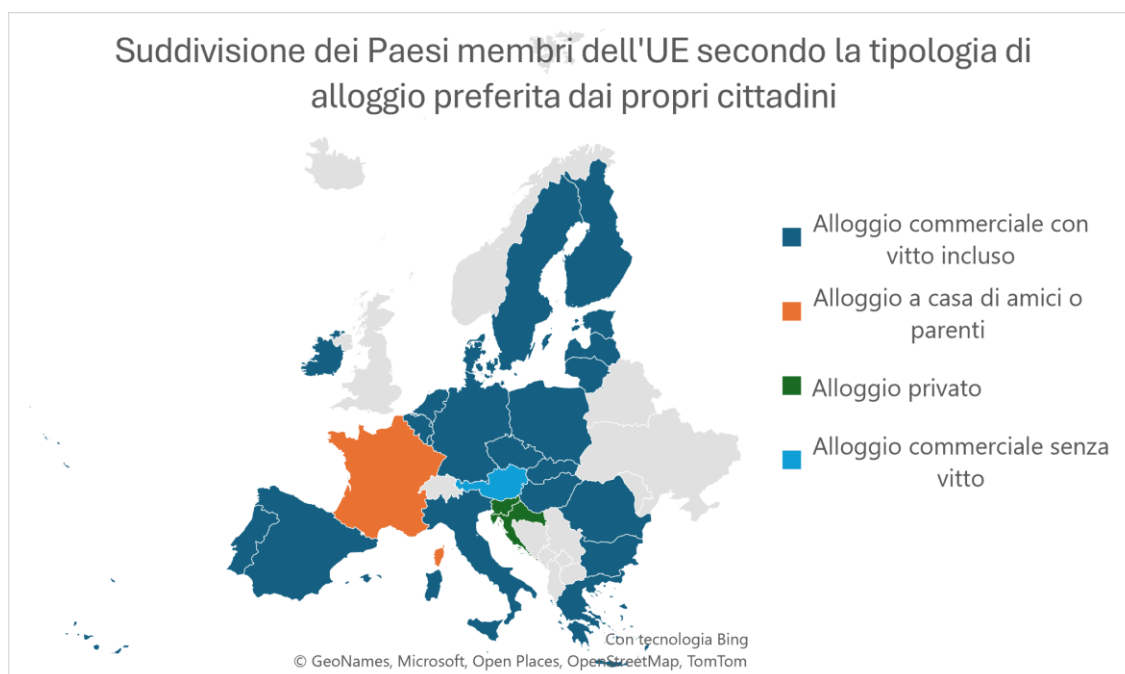 Suddivisione dei Paesi membri dell'UE secondo la tipologia di
alloggio preferita dai propri cittadini
Alloggio commerciale con
vitto incluso
Alloggio a casa di amici o
parenti
Alloggio privato
Alloggio commerciale senza
vitto
Con tecnologia Bing
© GeoNames, Microsoft, Open Places, OpenStreetMap, TomTom